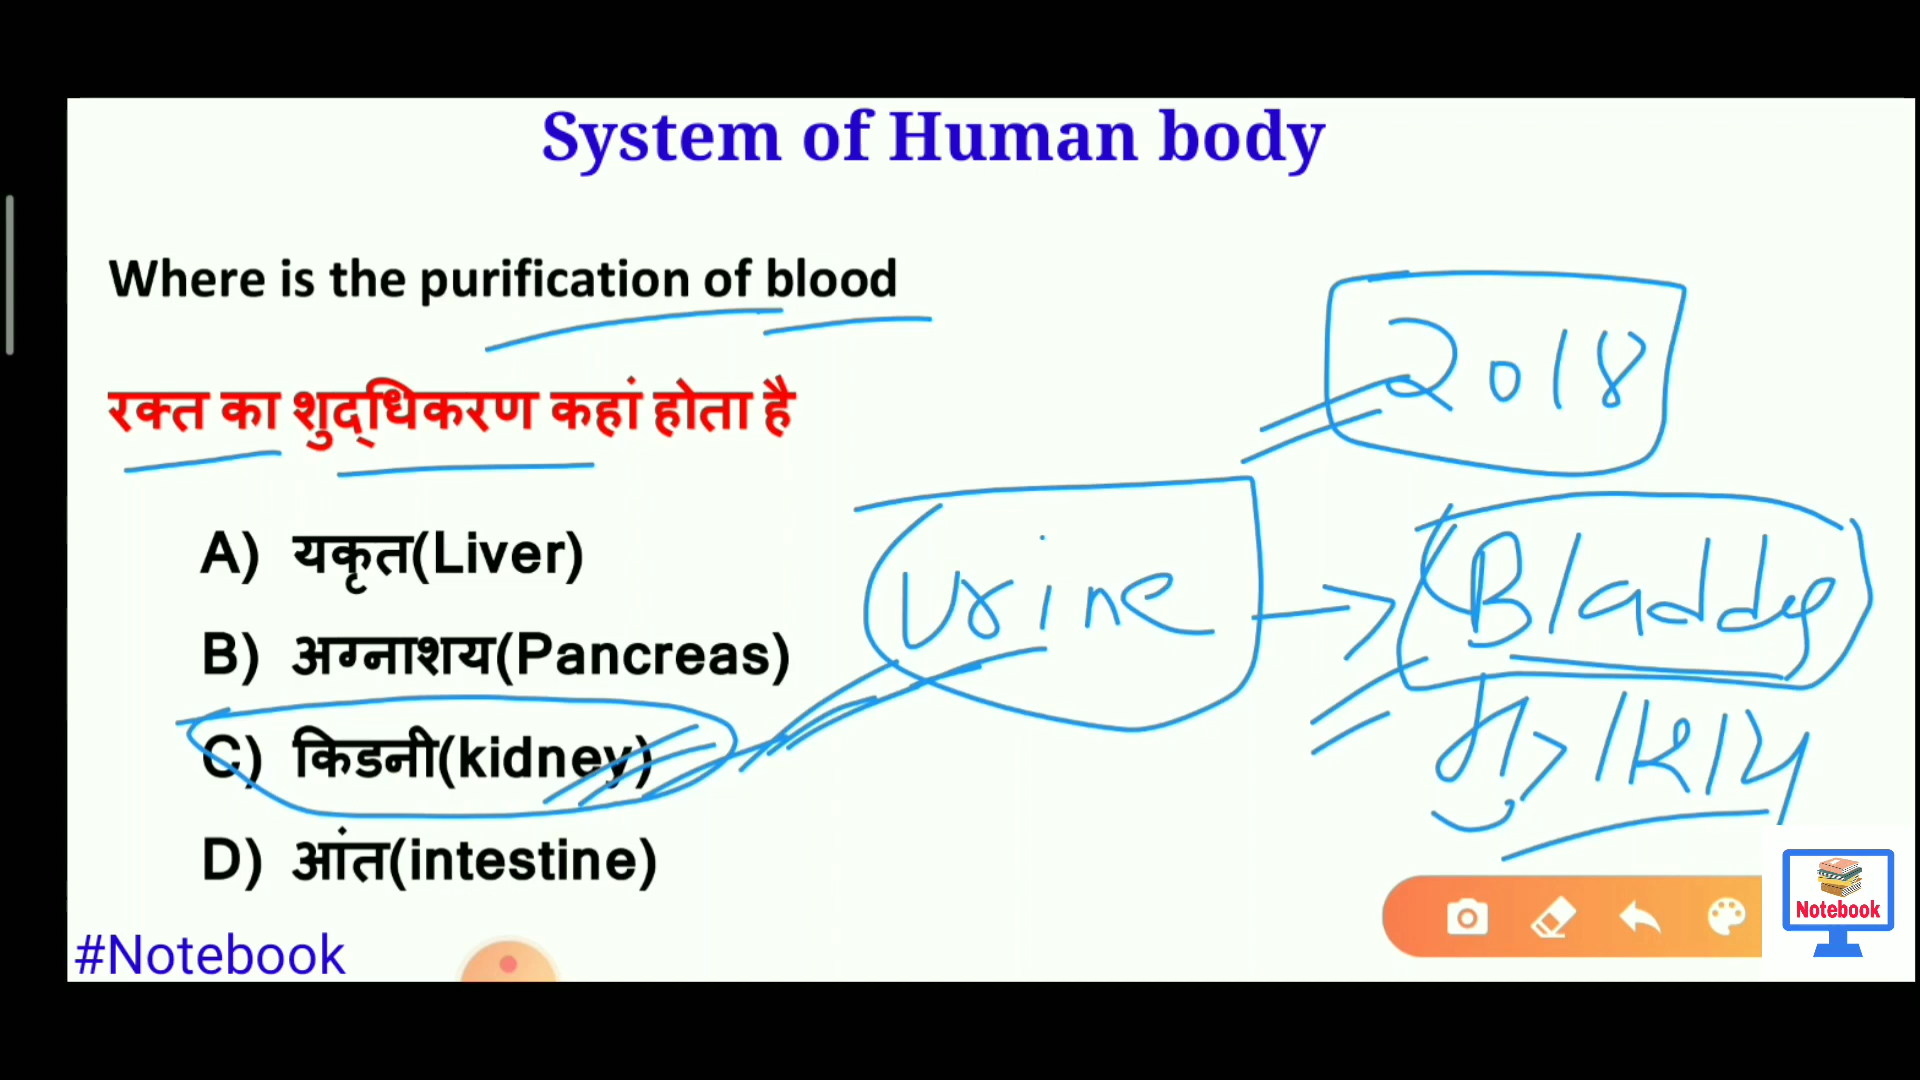 System of Human body
Where is the purification of blood
रक्त का शुद्धिकरण कहां होता है
2018
A) यकृत(Liver)
B) अग्नाशय(Pancreas)
C) किडनी(kidney)
D) आंत(intestine)
Urine
Bladder
#Notebook
Notebook